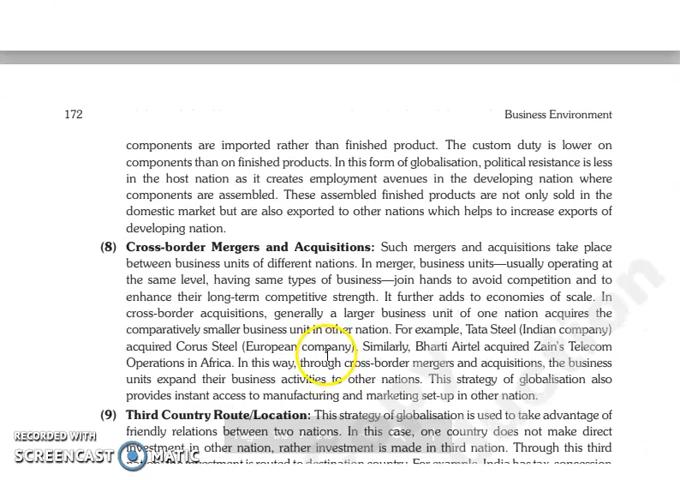 172 Business Environment
components are imported rather than finished product. The custom duty is lower on
components than on finished products. In this form of globalisation, political resistance is less
in the host nation as it creates employment avenues in the developing nation where
components are assembled. These assembled finished products are not only sold in the
domestic market but are also exported to other nations which helps to increase exports of
developing nation.
(8) Cross-border Mergers and Acquisitions: Such mergers and acquisitions take place
between business units of different nations. In merger, business units—usually operating at
the same level, having same types of business—join hands to avoid competition and to
enhance their long-term competitive strength. It further adds to economies of scale. In
cross-border acquisitions, generally a larger business unit of one nation acquires the
comparatively smaller business unit in other nation. For example, Tata Steel (Indian company)
acquired Corus Steel (European company). Similarly, Bharti Airtel acquired Zain's Telecom
Operations in Africa. In this way, through cross-border mergers and acquisitions, the business
units expand their business activities to other nations. This strategy of globalisation also
provides instant access to manufacturing and marketing set-up in other nation.
(9) Third Country Route/Location: This strategy of globalisation is used to take advantage of
friendly relations between two nations. In this case, one country does not make direct
investment in other nation, rather investment is made in third nation. Through this third
investment is routed to destination country. For example, India has tax concession
RECORDED WITH
SCREENCAST MATIC